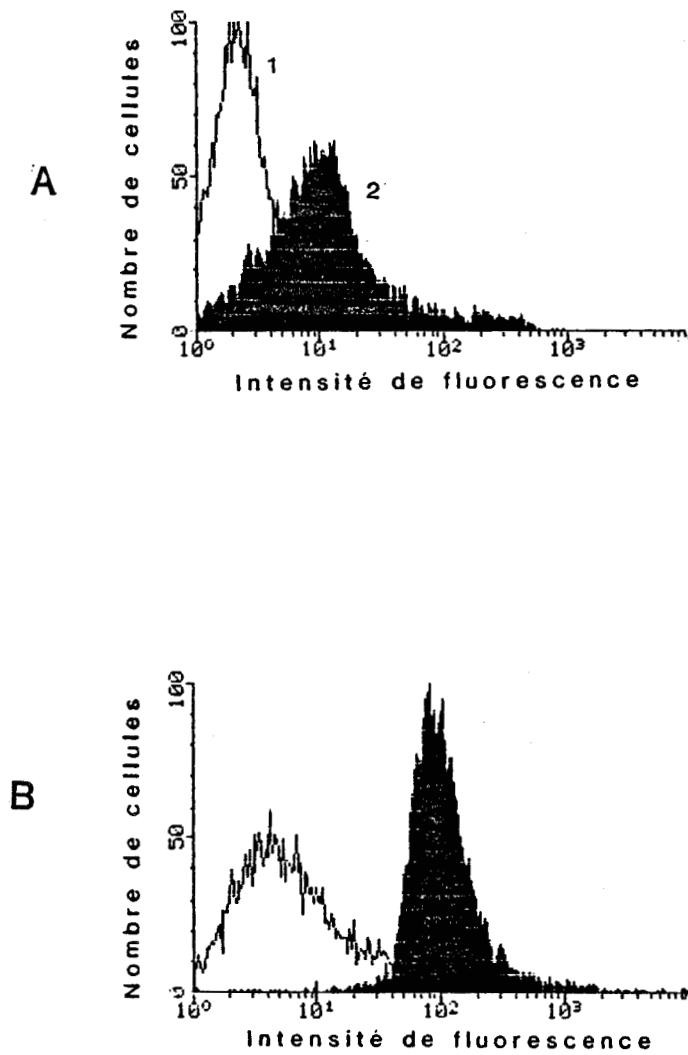 A
Nombre de cellules
100
50
0
1
2
10⁰ 10¹ 10² 10³
Intensité de fluorescence
B
Nombre de cellules
100
50
0
10⁰ 10¹ 10² 10³
Intensité de fluorescence